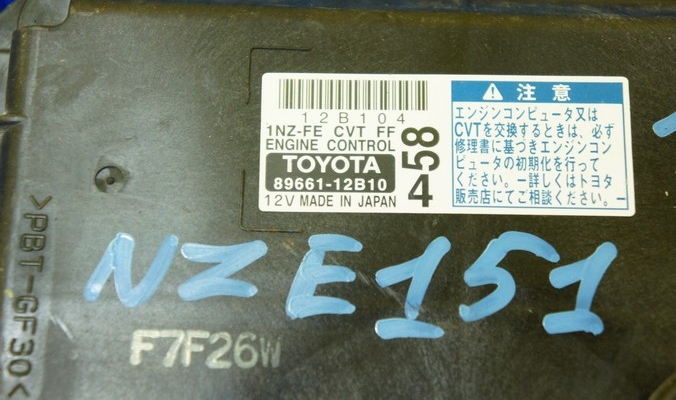 12B104
1NZ-FE CVT FF
ENGINE CONTROL
TOYOTA
89661-12B10
12V MADE IN JAPAN
458
注意
エンジンコンピュータ又は
CVTを交換するときは、必ず
修理書に基づきエンジンコン
ピュータの初期化を行って
ください。ー詳しくはトヨタ
販売店にてご相談ください。ー
>PBT-GF30<
NZE151
F7F26W